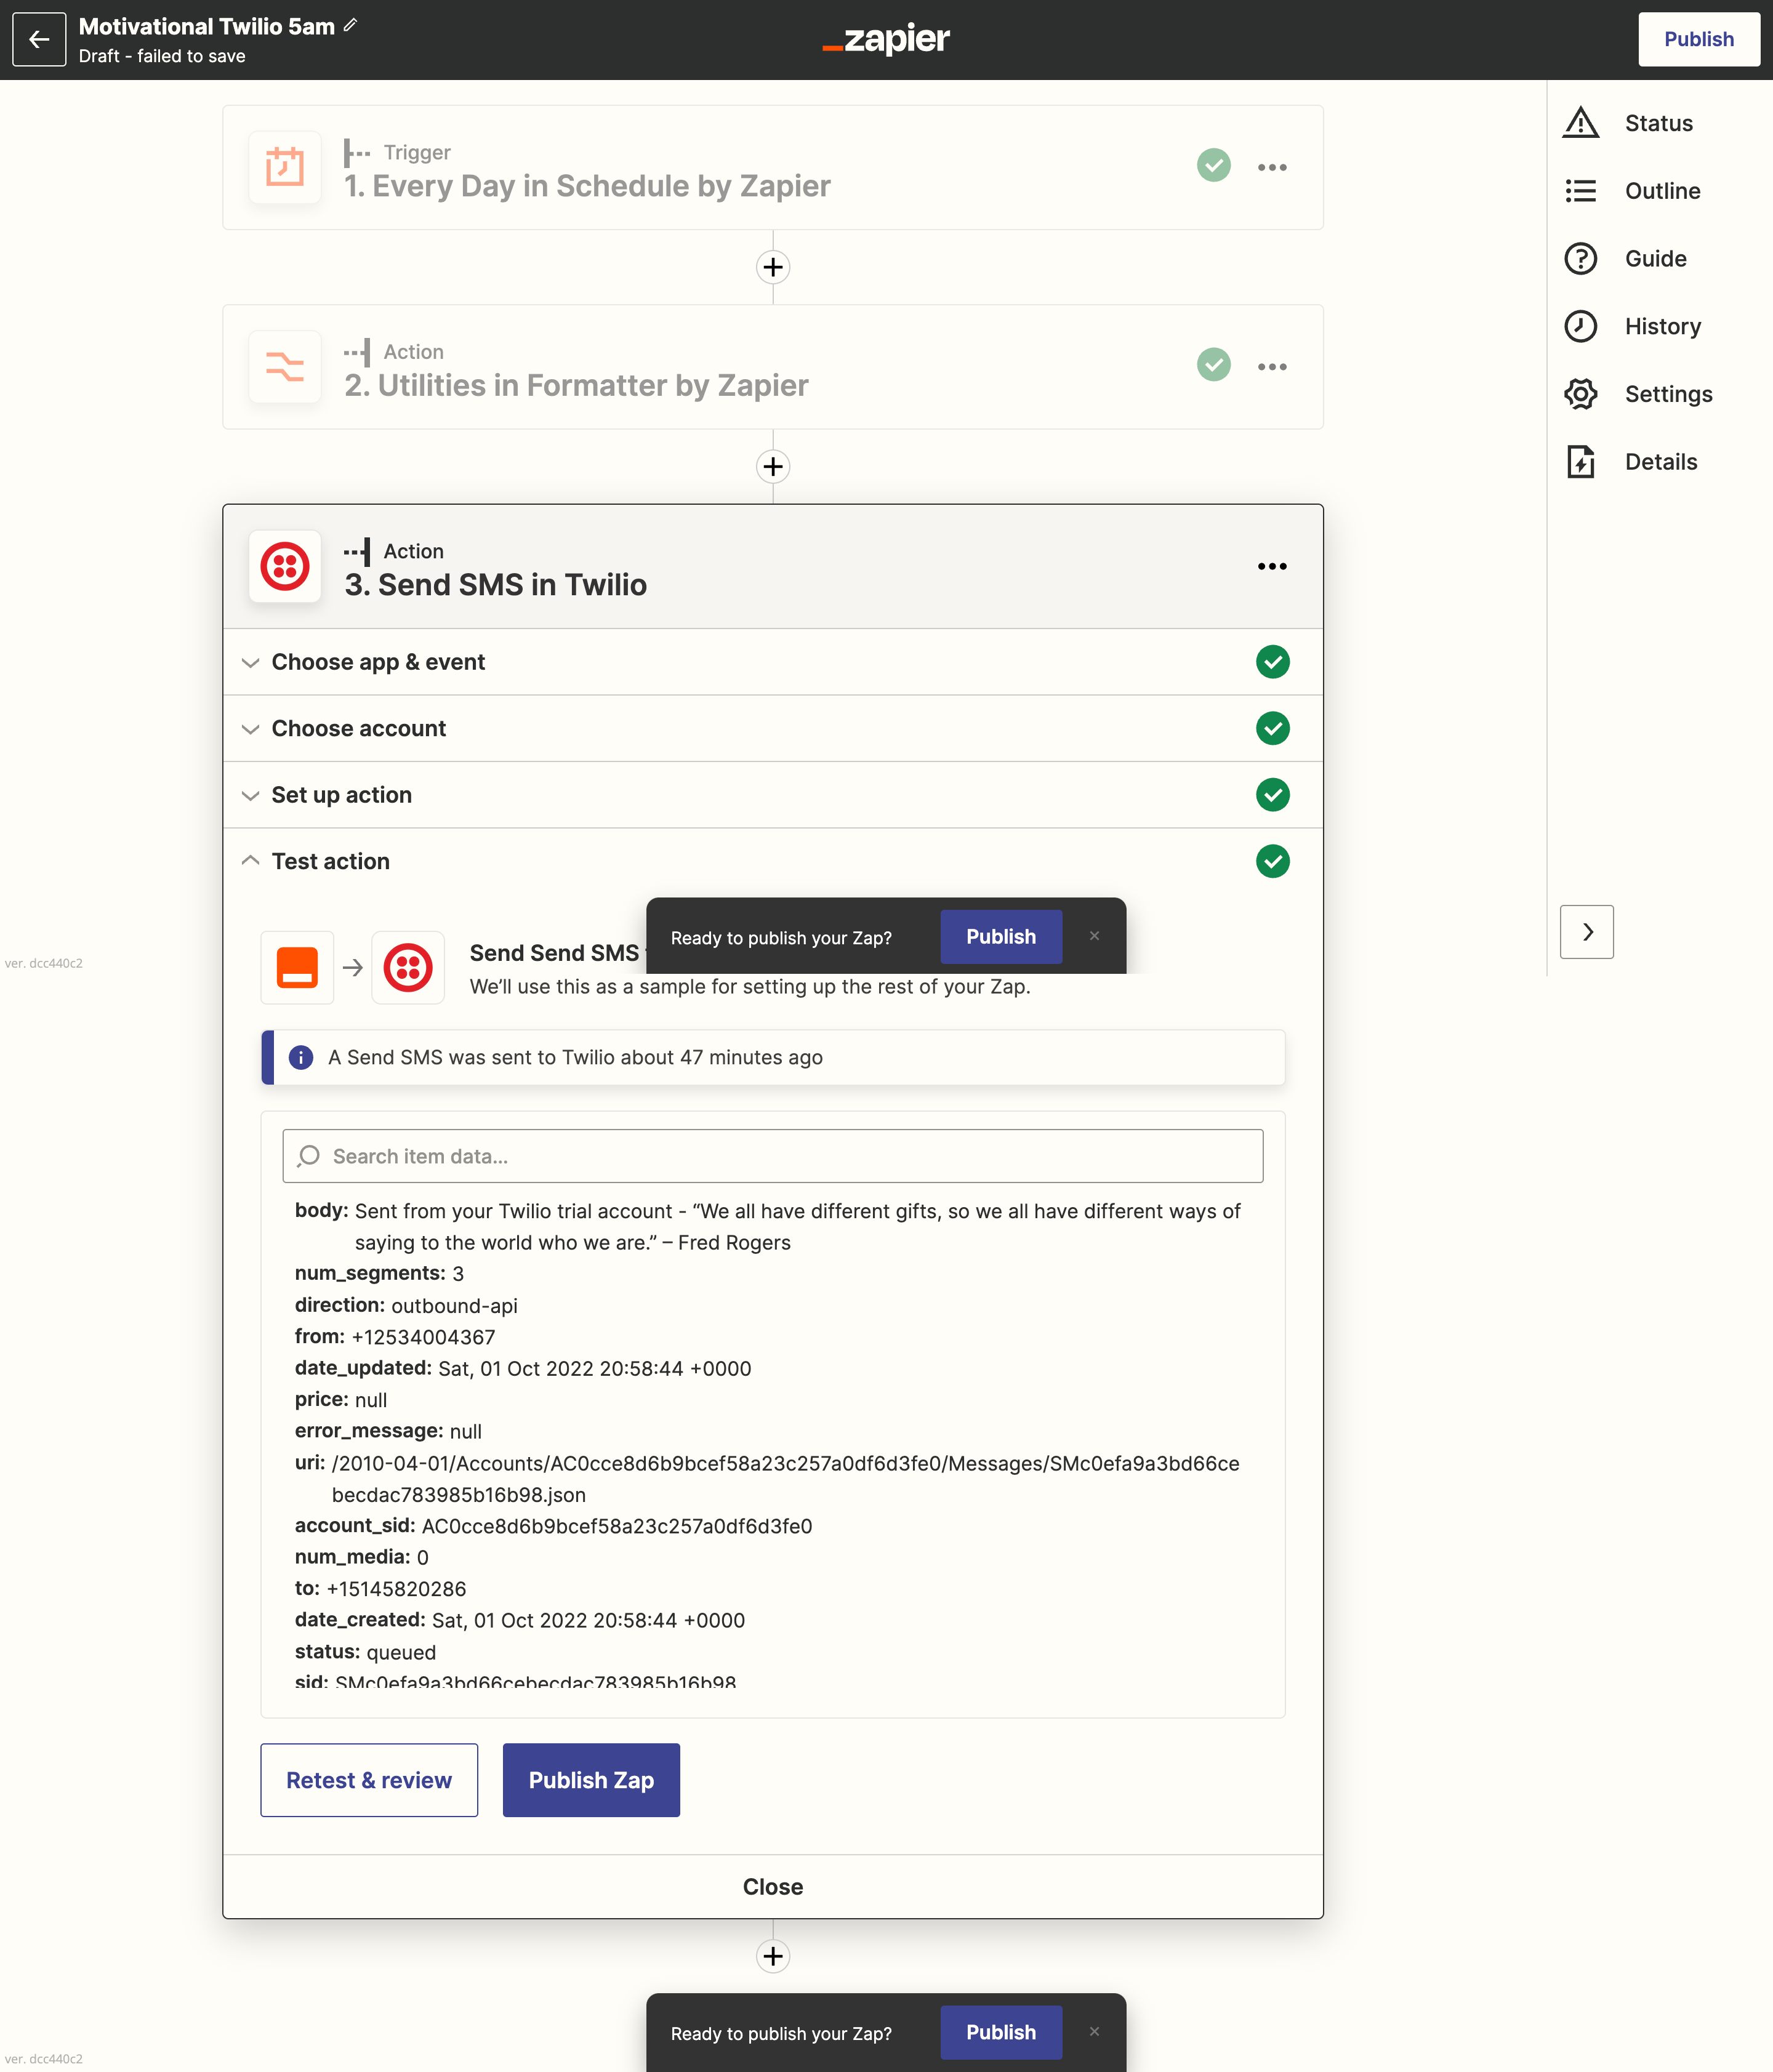 Motivational Twilio 5am
Draft - failed to save
zapier
Publish
Trigger
1. Every Day in Schedule by Zapier
Action
2. Utilities in Formatter by Zapier
Action
3. Send SMS in Twilio
Choose app & event
Choose account
Set up action
Test action
Send Send SMS
Ready to publish your Zap?
Publish
We'll use this as a sample for setting up the rest of your Zap.
A Send SMS was sent to Twilio about 47 minutes ago
Search item data...
body: Sent from your Twilio trial account - “We all have different gifts, so we all have different ways of
saying to the world who we are.” – Fred Rogers
num_segments: 3
direction: outbound-api
from: +12534004367
date_updated: Sat, 01 Oct 2022 20:58:44 +0000
price: null
error_message: null
uri: /2010-04-01/Accounts/AC0cce8d6b9bcef58a23c257a0df6d3fe0/Messages/SMc0efa9a3bd66ce
becdac783985b16b98.json
account_sid: AC0cce8d6b9bcef58a23c257a0df6d3fe0
num_media: 0
to: +15145820286
date_created: Sat, 01 Oct 2022 20:58:44 +0000
status: queued
sid: SMc0efa9a3bd66cebecdac783985b16b98
Retest & review
Publish Zap
Close
Ready to publish your Zap?
Publish
Status
Outline
Guide
History
Settings
Details
ver. dcc440c2
ver. dcc440c2